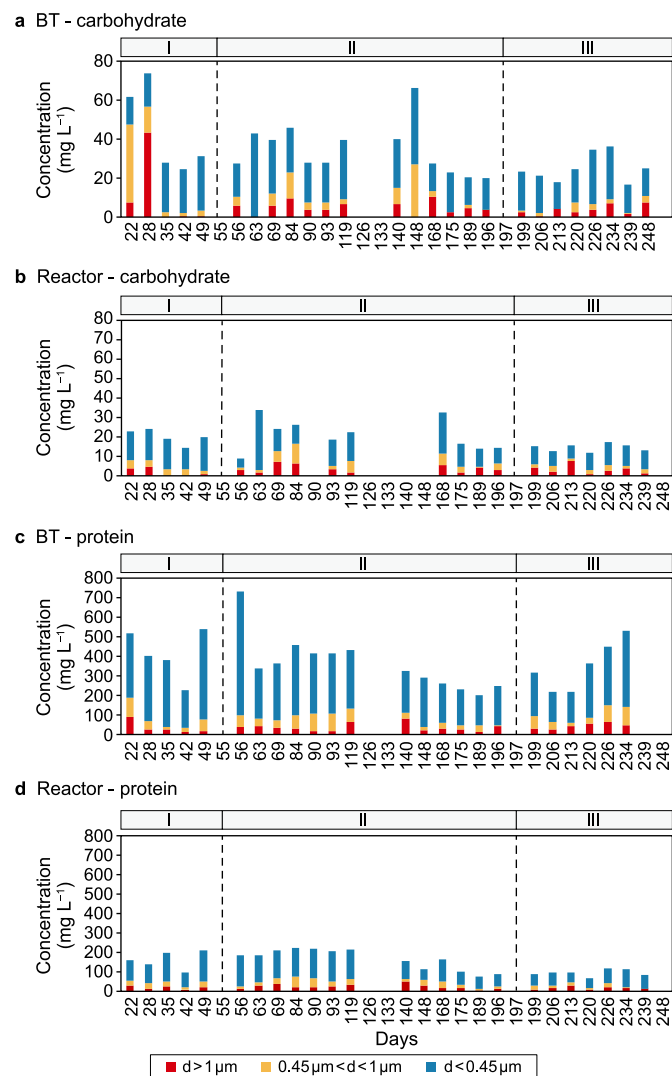 a BT - carbohydrate
I II III
80
60
40
20
0
Concentration
(mg L⁻¹)
22 28 35 42 49 55 56 63 69 84 90 93 119 126 133 140 148 168 175 189 196 197 199 206 213 220 226 234 239 248
b Reactor - carbohydrate
I II III
80
70
60
50
40
30
20
10
0
Concentration
(mg L⁻¹)
22 28 35 42 49 55 56 63 69 84 90 93 119 126 133 140 148 168 175 189 196 197 199 206 213 220 226 234 239 248
c BT - protein
I II III
800
700
600
500
400
300
200
100
0
Concentration
(mg L⁻¹)
22 28 35 42 49 55 56 63 69 84 90 93 119 126 133 140 148 168 175 189 196 197 199 206 213 220 226 234 239 248
d Reactor - protein
I II III
800
700
600
500
400
300
200
100
0
Concentration
(mg L⁻¹)
22 28 35 42 49 55 56 63 69 84 90 93 119 126 133 140 148 168 175 189 196 197 199 206 213 220 226 234 239 248
Days
d>1μm 0.45μm<d<1μm d<0.45μm